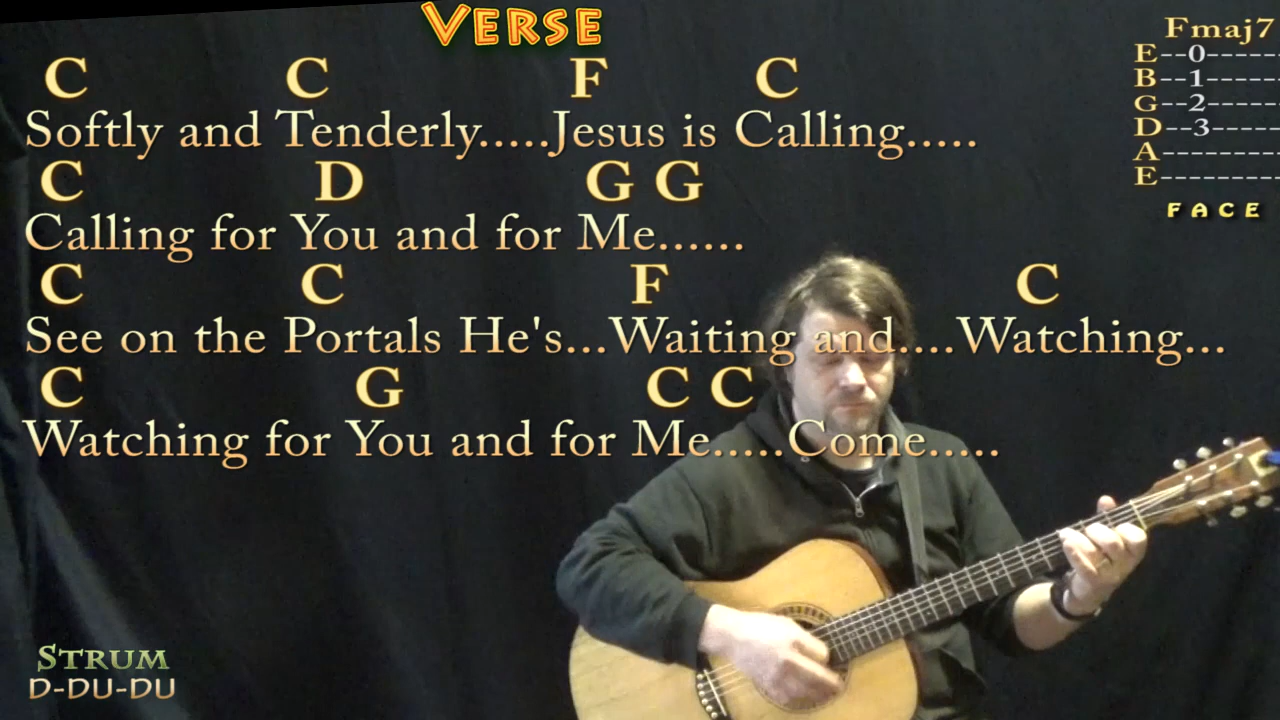 VERSE
C C F C
Softly and Tenderly.....Jesus is Calling.....
C D G G
Calling for You and for Me......
C C F C
See on the Portals He's...Waiting and....Watching...
C G C C
Watching for You and for Me.....Come.....
Fmaj7
E--0------
B--1------
G--2------
D--3------
A---------
E---------
F A C E
STRUM
D-DU-DU